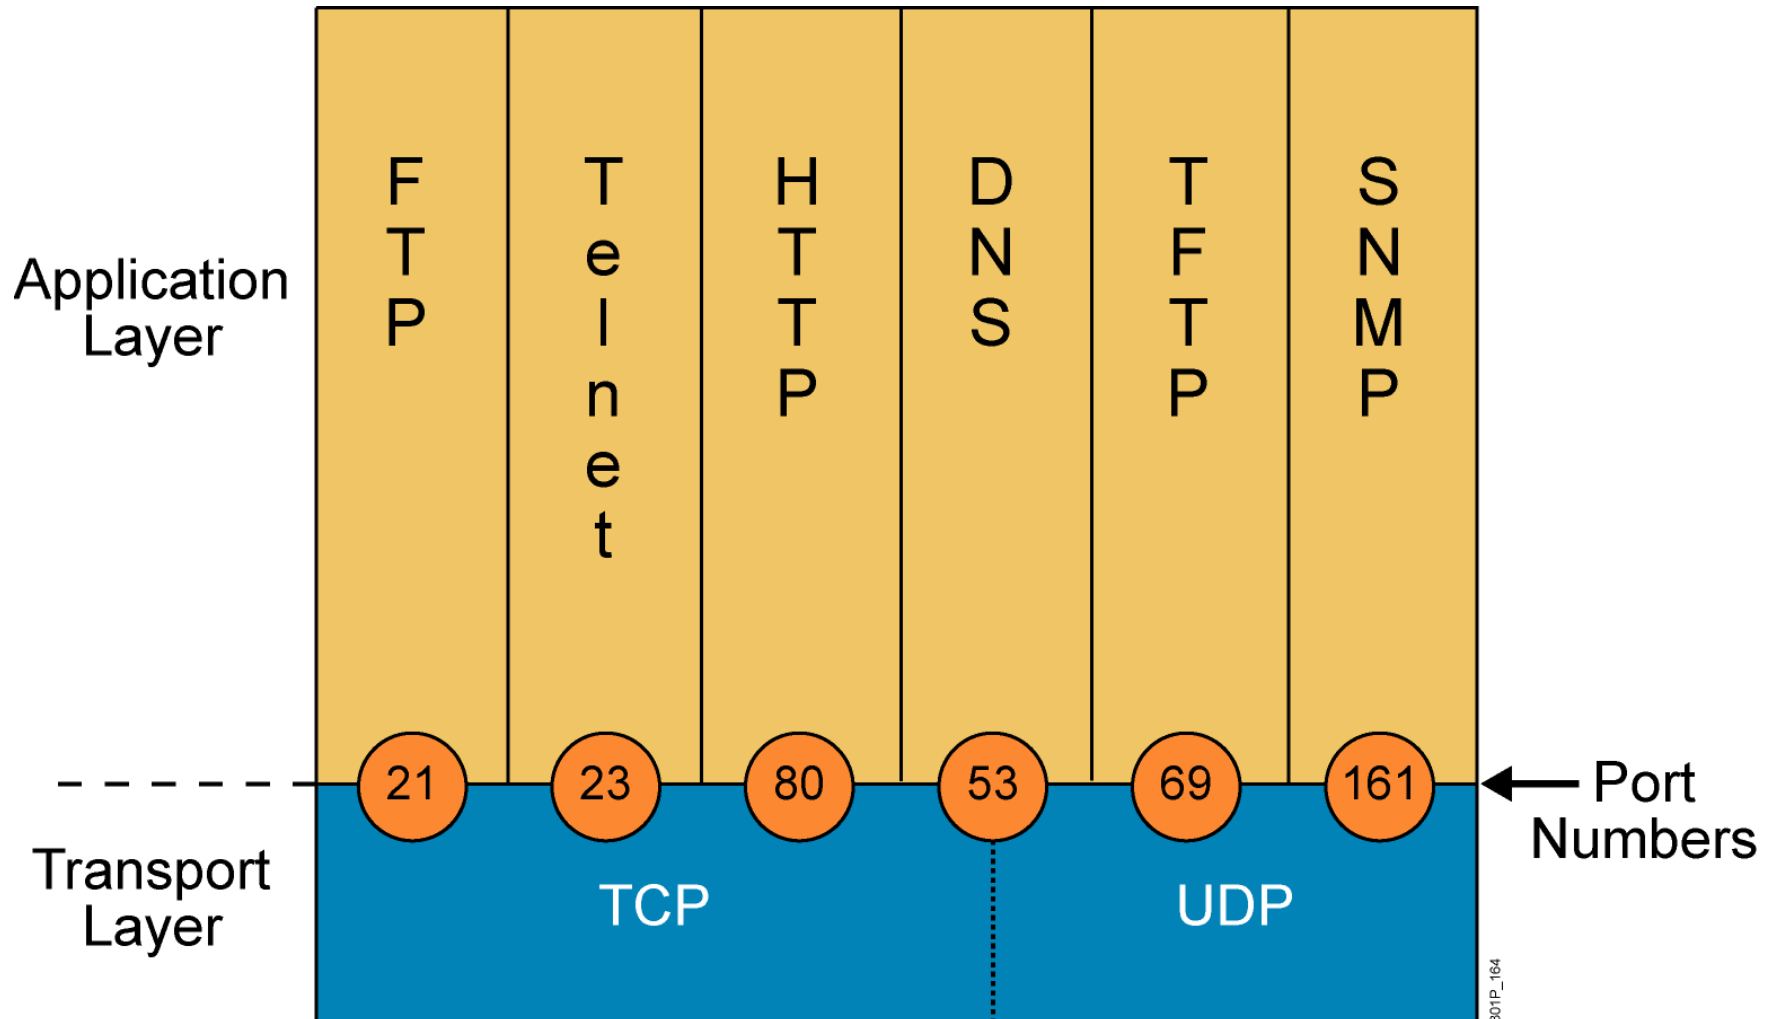 FTP
Telnet
HTTP
DNS
TFTP
SNMP
Application
Layer
21
23
80
53
69
161
Port
Numbers
Transport
Layer
TCP
UDP
301P_164